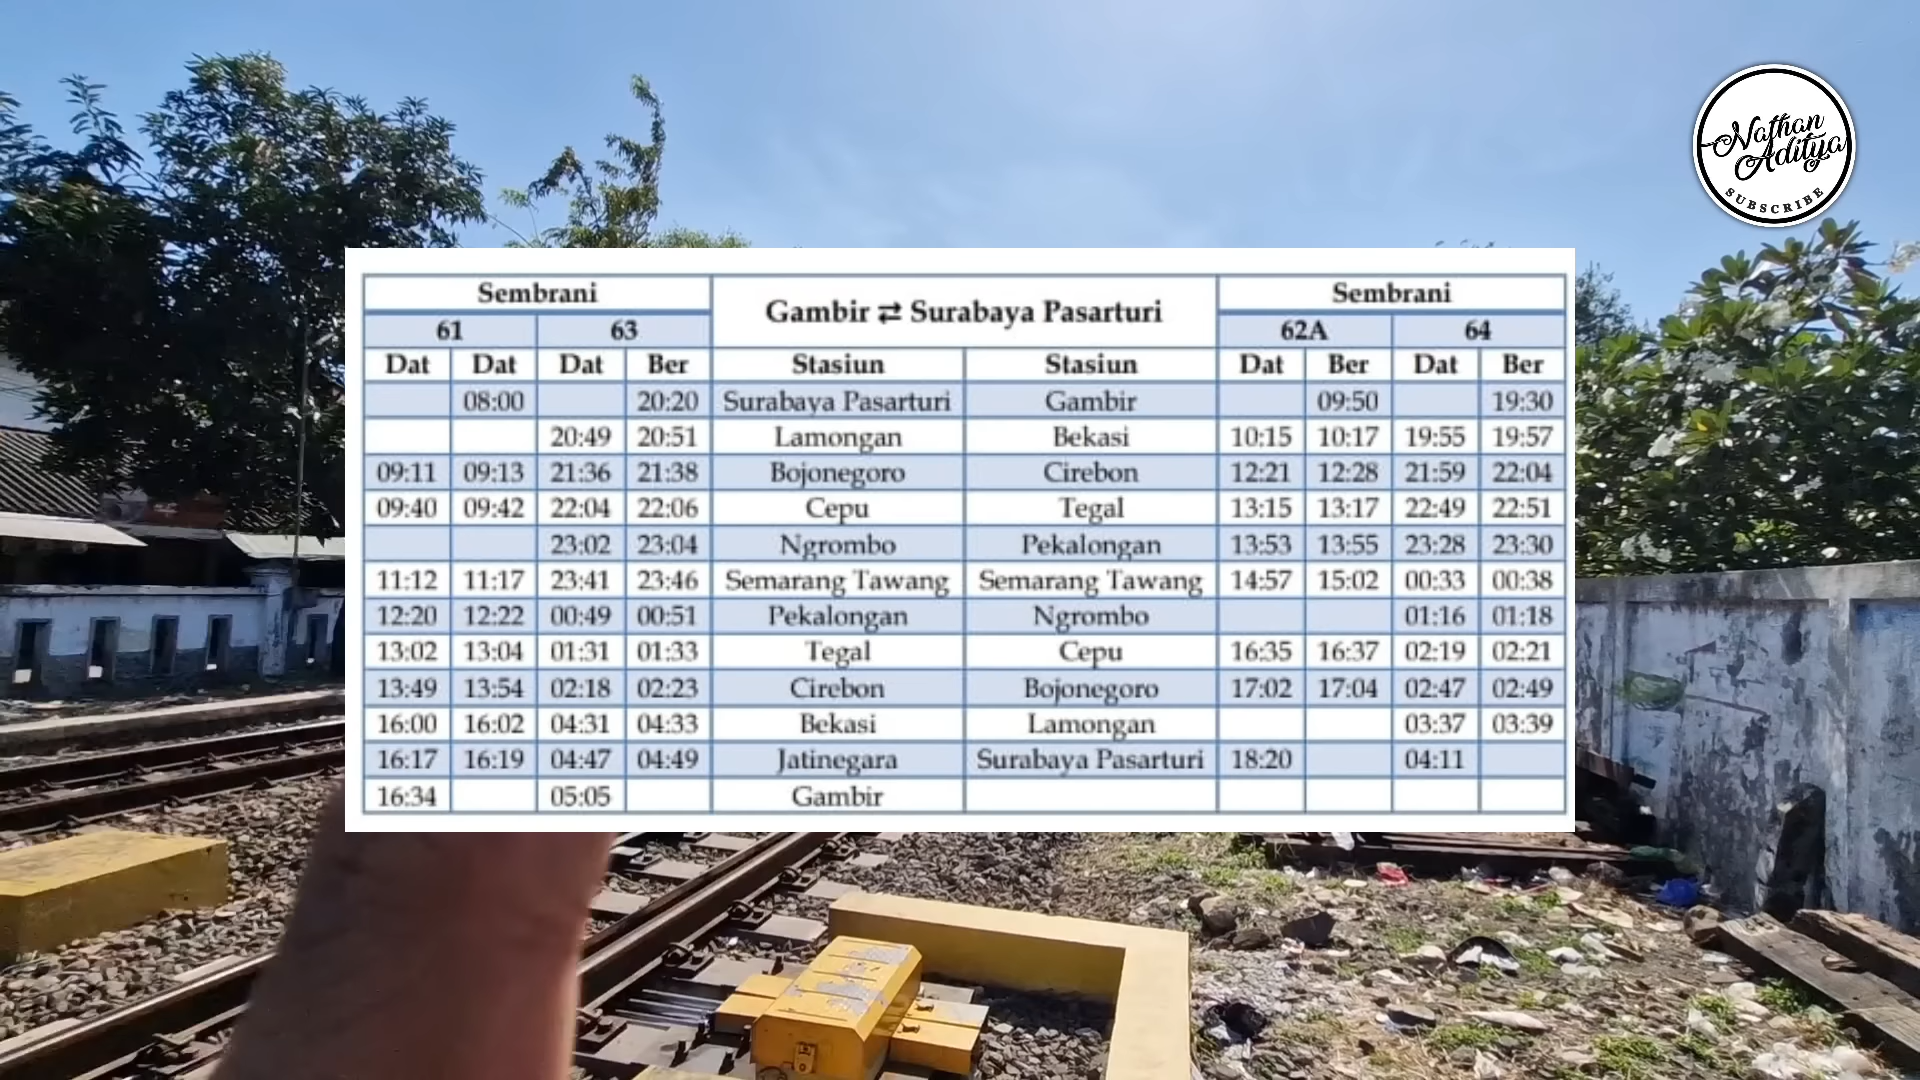 Nathan
Aditya
SUBSCRIBE
Sembrani Gambir ⇄ Surabaya Pasarturi Sembrani
61 63 62A 64
Dat Dat Dat Ber Stasiun Stasiun Dat Ber Dat Ber
08:00 20:20 Surabaya Pasarturi Gambir 09:50 19:30
20:49 20:51 Lamongan Bekasi 10:15 10:17 19:55 19:57
09:11 09:13 21:36 21:38 Bojonegoro Cirebon 12:21 12:28 21:59 22:04
09:40 09:42 22:04 22:06 Cepu Tegal 13:15 13:17 22:49 22:51
23:02 23:04 Ngrombo Pekalongan 13:53 13:55 23:28 23:30
11:12 11:17 23:41 23:46 Semarang Tawang Semarang Tawang 14:57 15:02 00:33 00:38
12:20 12:22 00:49 00:51 Pekalongan Ngrombo 01:16 01:18
13:02 13:04 01:31 01:33 Tegal Cepu 16:35 16:37 02:19 02:21
13:49 13:54 02:18 02:23 Cirebon Bojonegoro 17:02 17:04 02:47 02:49
16:00 16:02 04:31 04:33 Bekasi Lamongan 03:37 03:39
16:17 16:19 04:47 04:49 Jatinegara Surabaya Pasarturi 18:20 04:11
16:34 05:05 Gambir